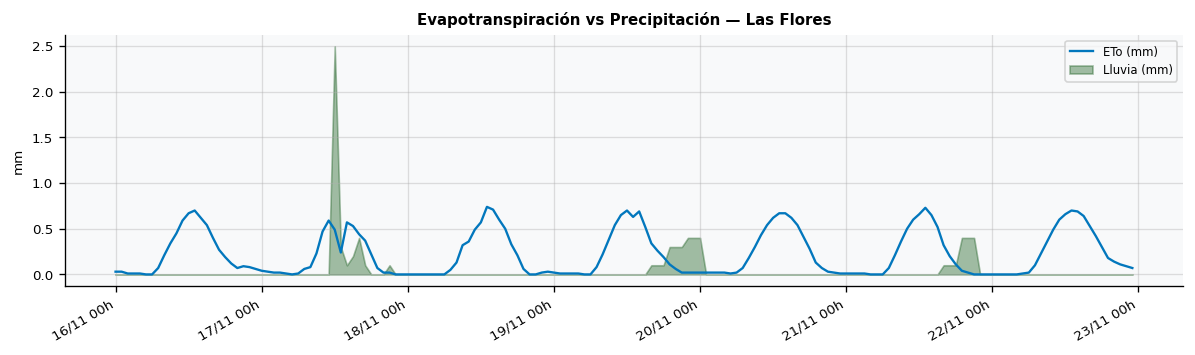 Evapotranspiración vs Precipitación — Las Flores
ETo (mm)
Lluvia (mm)
mm
2.5
2.0
1.5
1.0
0.5
0.0
16/11 00h
17/11 00h
18/11 00h
19/11 00h
20/11 00h
21/11 00h
22/11 00h
23/11 00h